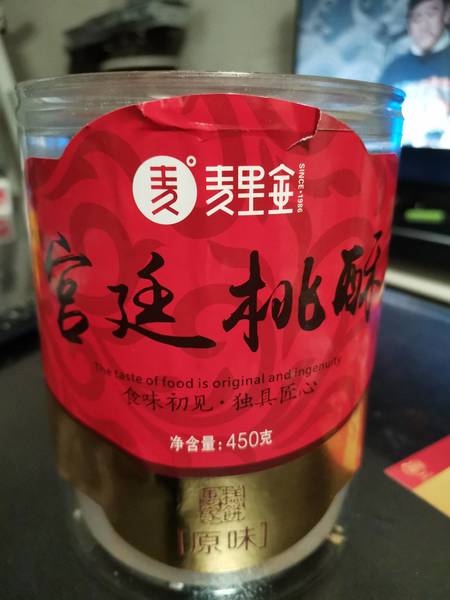 麦 麦里金 SINCE·1986
宫廷桃酥
The taste of food is original and ingenuity
食味初见·独具匠心
净含量:450克
[原味]